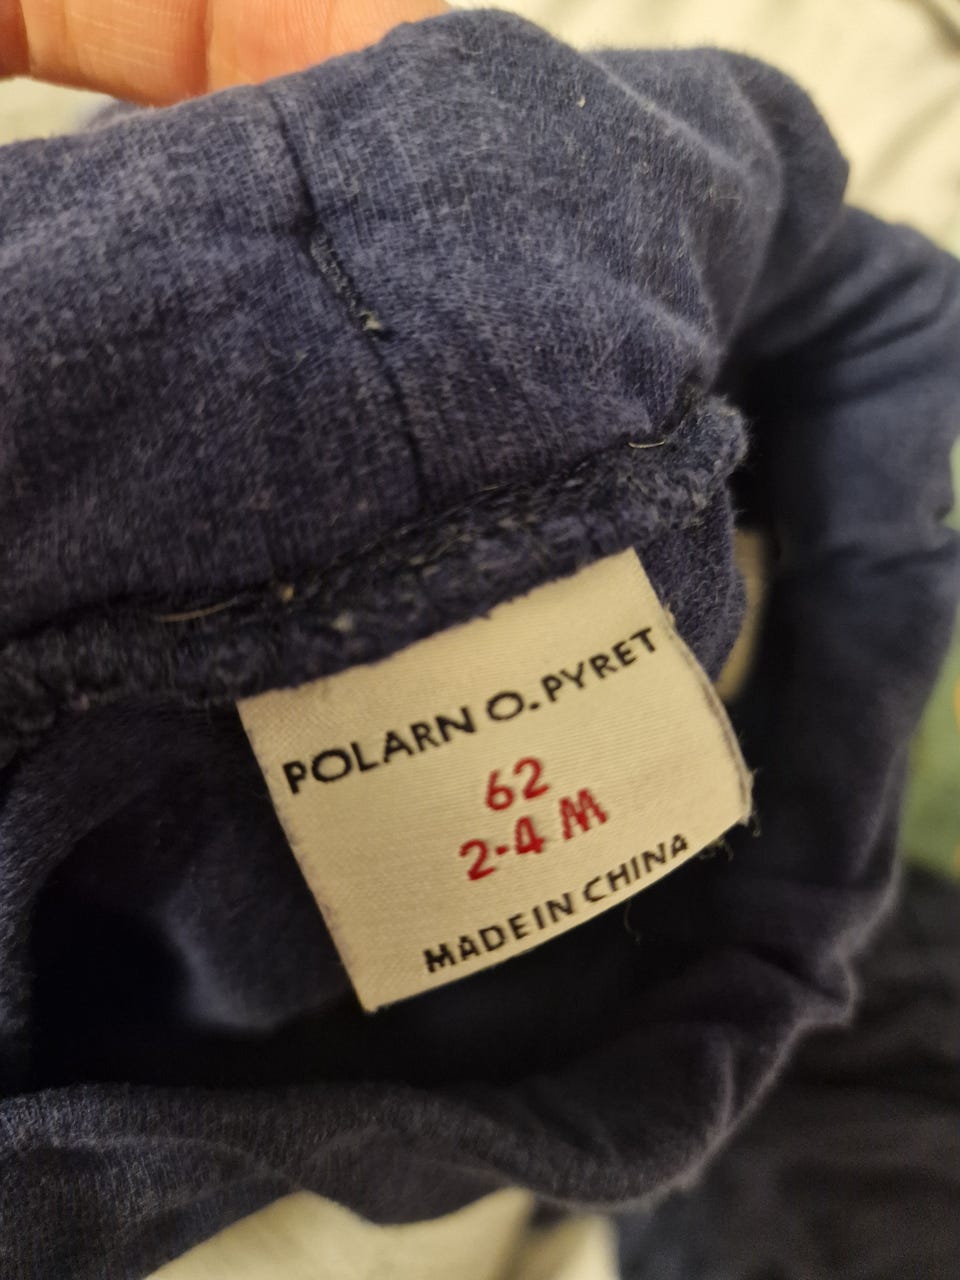 POLARN O. PYRET
62
2-4 M
MADE IN CHINA